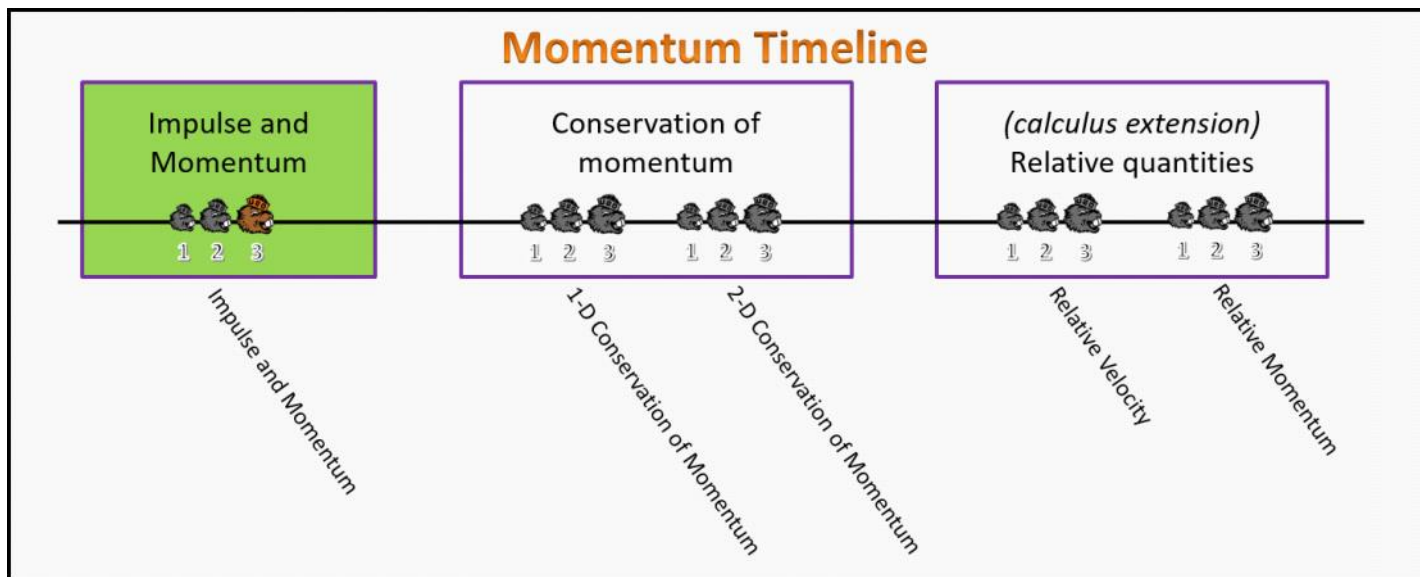 Momentum Timeline
Impulse and
Momentum
1 2 3
Impulse and Momentum
Conservation of
momentum
1 2 3 1 2 3
1-D Conservation of Momentum
2-D Conservation of Momentum
(calculus extension)
Relative quantities
1 2 3 1 2 3
Relative Velocity
Relative Momentum